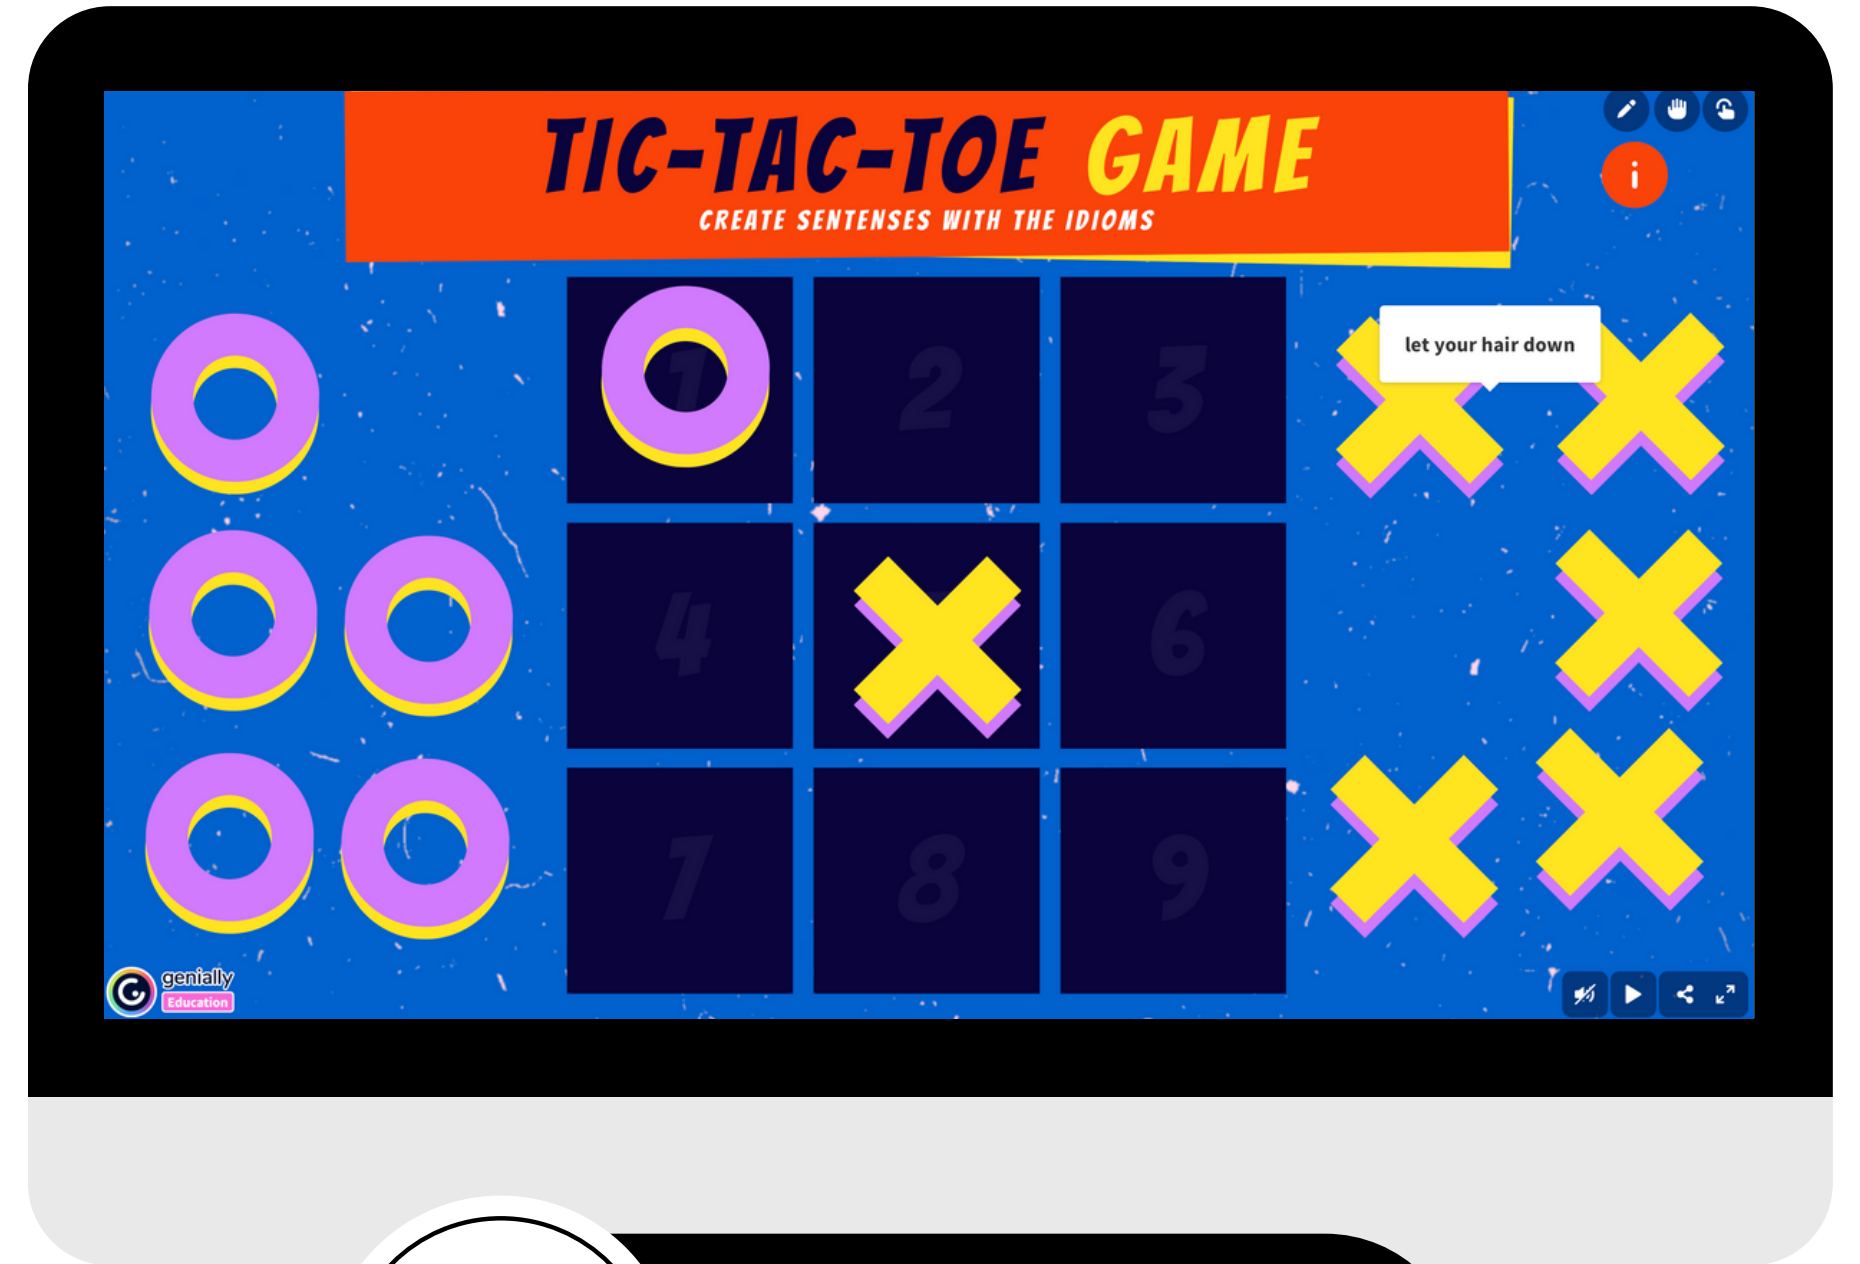 TIC-TAC-TOE GAME
CREATE SENTENSES WITH THE IDIOMS
i
let your hair down
1
2
3
4
6
7
8
9
genially
Education